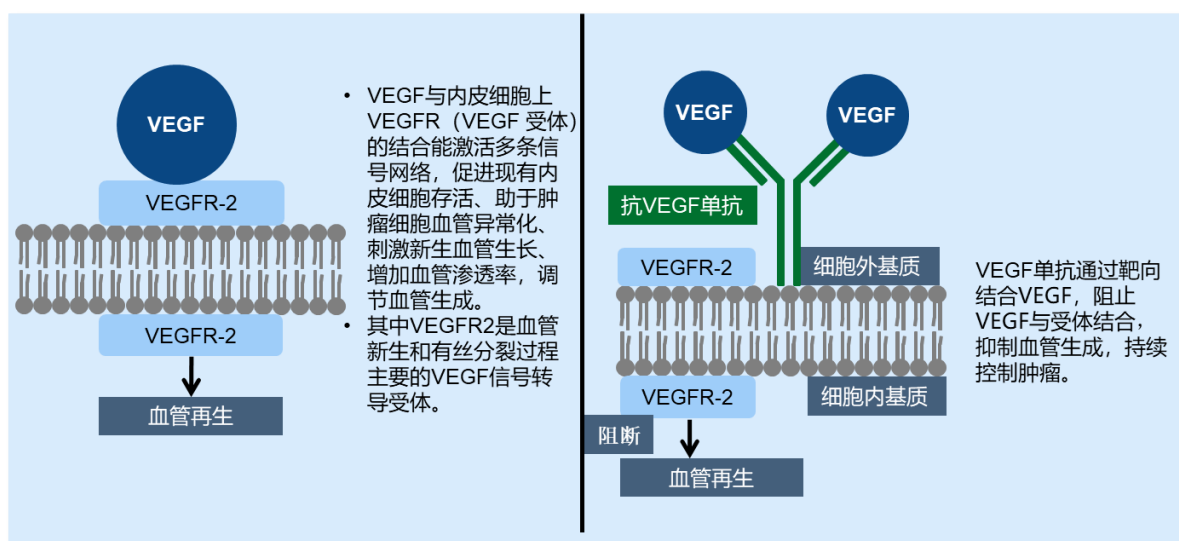 VEGF
VEGFR-2
VEGFR-2
血管再生
• VEGF与内皮细胞上
VEGFR（VEGF 受体）
的结合能激活多条信
号网络，促进现有内
皮细胞存活、助于肿
瘤细胞血管异常化、
刺激新生血管生长、
增加血管渗透率，调
节血管生成。
• 其中VEGFR2是血管
新生和有丝分裂过程
主要的VEGF信号转
导受体。
VEGF
VEGF
抗VEGF单抗
VEGFR-2
细胞外基质
VEGFR-2
细胞内基质
阻断
血管再生
VEGF单抗通过靶向
结合VEGF，阻止
VEGF与受体结合，
抑制血管生成，持续
控制肿瘤。